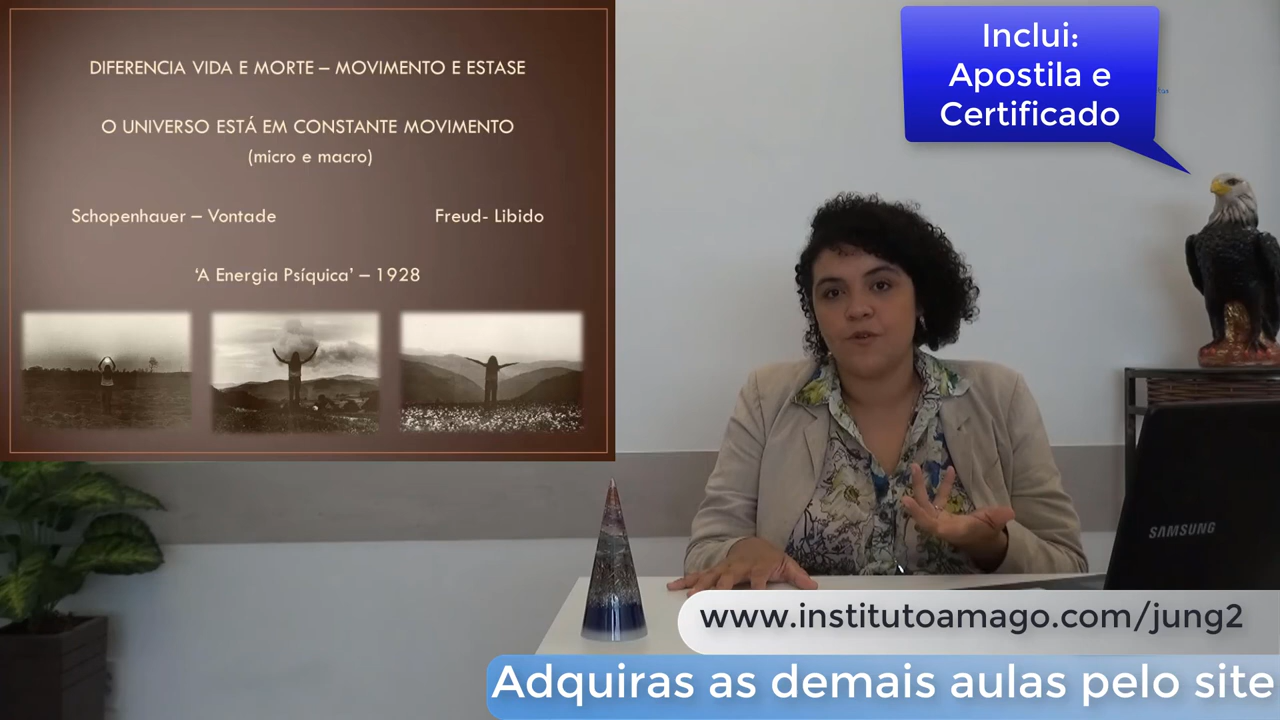 DIFERENCIA VIDA E MORTE – MOVIMENTO E ESTASE
O UNIVERSO ESTÁ EM CONSTANTE MOVIMENTO
(micro e macro)
Schopenhauer – Vontade
Freud- Libido
‘A Energia Psíquica’ – 1928
Inclui:
Apostila e
Certificado
SAMSUNG
www.institutoamago.com/jung2
Adquiras as demais aulas pelo site